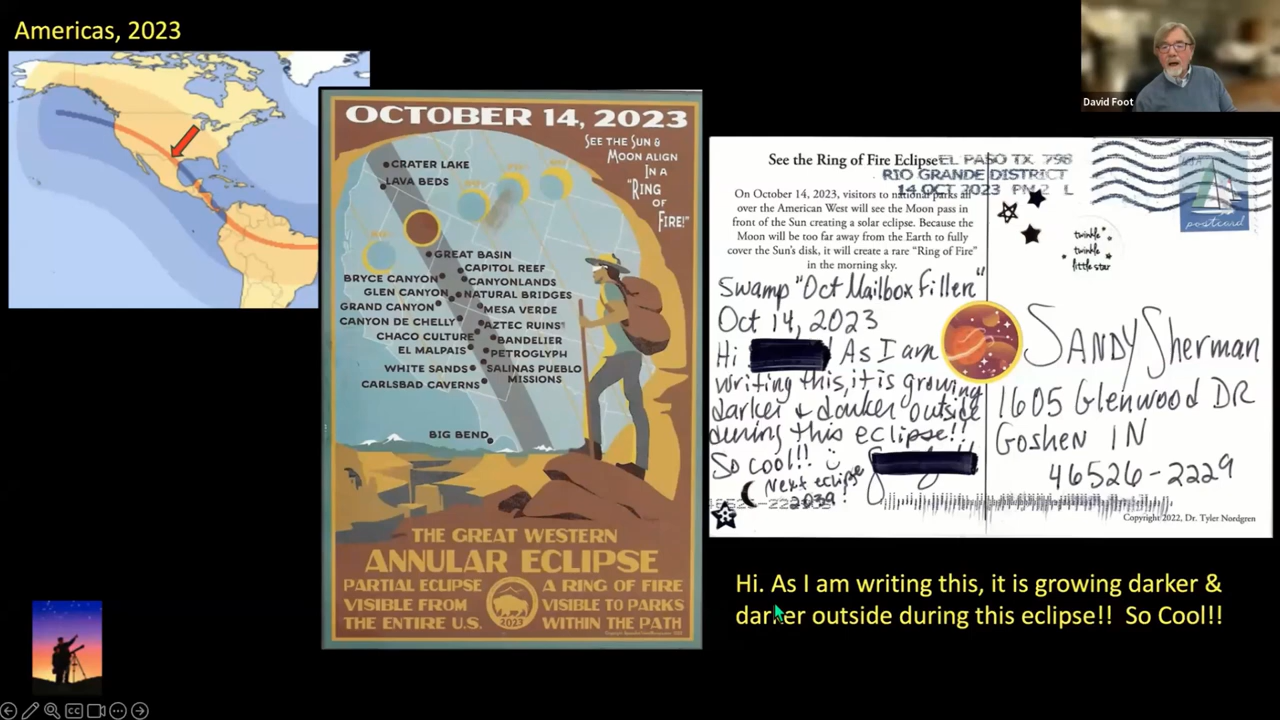 Americas, 2023
David Foot
OCTOBER 14, 2023
SEE THE SUN &
MOON ALIGN
IN A
"RING
OF
FIRE!"
CRATER LAKE
LAVA BEDS
GREAT BASIN
CAPITOL REEF
BRYCE CANYON
CANYONLANDS
GLEN CANYON
NATURAL BRIDGES
GRAND CANYON
MESA VERDE
CANYON DE CHELLY
AZTEC RUINS
CHACO CULTURE
BANDELIER
EL MALPAIS
PETROGLYPH
WHITE SANDS
SALINAS PUEBLO
MISSIONS
CARLSBAD CAVERNS
BIG BEND
THE GREAT WESTERN
ANNULAR ECLIPSE
PARTIAL ECLIPSE
VISIBLE FROM
THE ENTIRE U.S.
2023
A RING OF FIRE
VISIBLE TO PARKS
WITHIN THE PATH
See the Ring of Fire Eclipse
EL PASO TX 798
RIO GRANDE DISTRICT
14 OCT 2023 PM 2 L
On October 14, 2023, visitors to national parks all
over the American West will see the Moon pass in
front of the Sun creating a solar eclipse. Because the
Moon will be too far away from the Earth to fully
cover the Sun's disk, it will create a rare "Ring of Fire"
in the morning sky.
postcard
twinkle
twinkle
little star
Swamp "Oct Mailbox Filler"
Oct 14, 2023
Hi ! As I am
writing this, it is growing
darker & darker outside
during this eclipse!!
So cool!!
Next eclipse
2039!
SANDY Sherman
1605 Glenwood DR
Goshen IN
46526-2229
Copyright 2022, Dr. Tyler Nordgren
Hi. As I am writing this, it is growing darker &
darker outside during this eclipse!! So Cool!!
CC